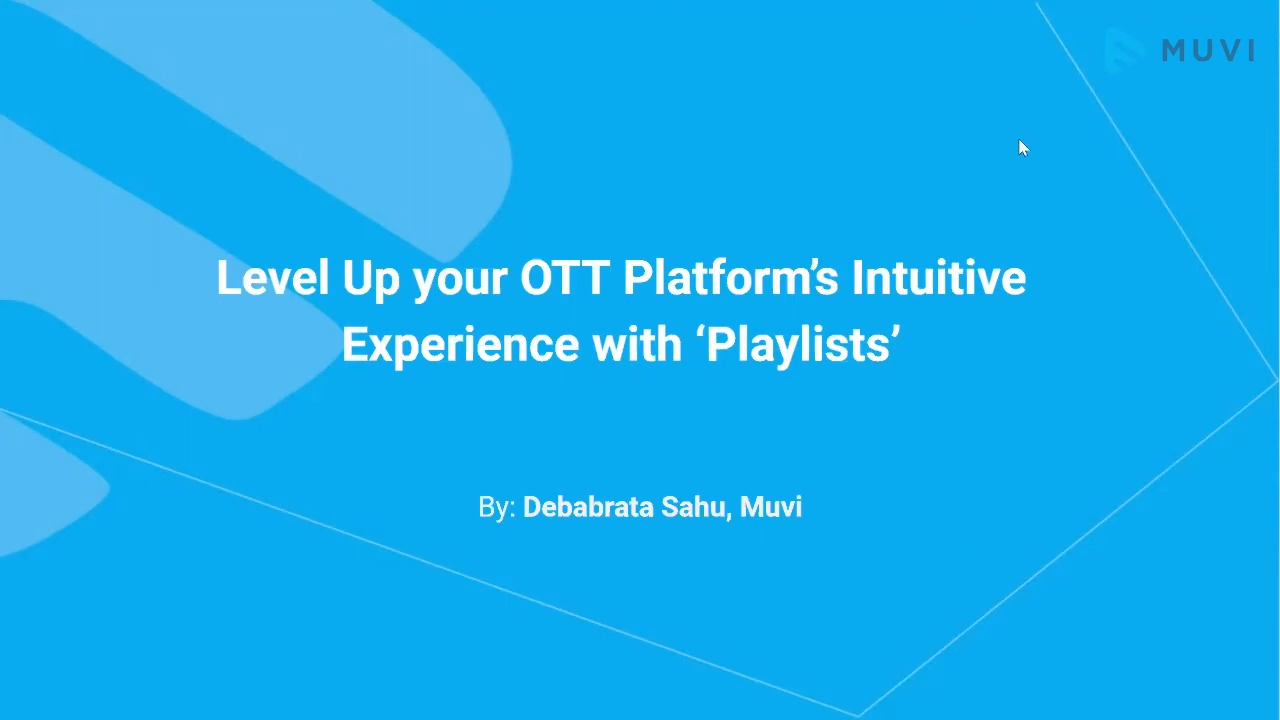 MUVI
Level Up your OTT Platform’s Intuitive
Experience with ‘Playlists’
By: Debabrata Sahu, Muvi